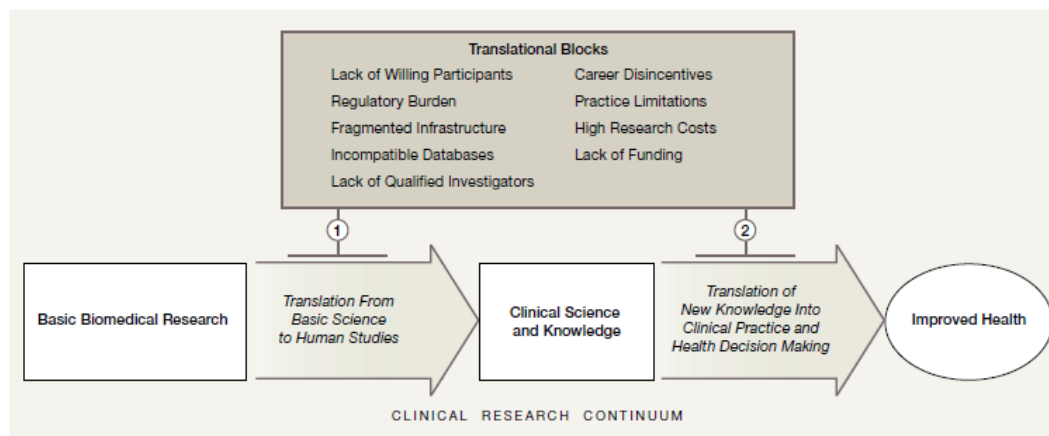 Translational Blocks
Lack of Willing Participants
Regulatory Burden
Fragmented Infrastructure
Incompatible Databases
Lack of Qualified Investigators
Career Disincentives
Practice Limitations
High Research Costs
Lack of Funding
1
2
Basic Biomedical Research
Translation From
Basic Science
to Human Studies
Clinical Science
and Knowledge
Translation of
New Knowledge Into
Clinical Practice and
Health Decision Making
Improved Health
CLINICAL RESEARCH CONTINUUM